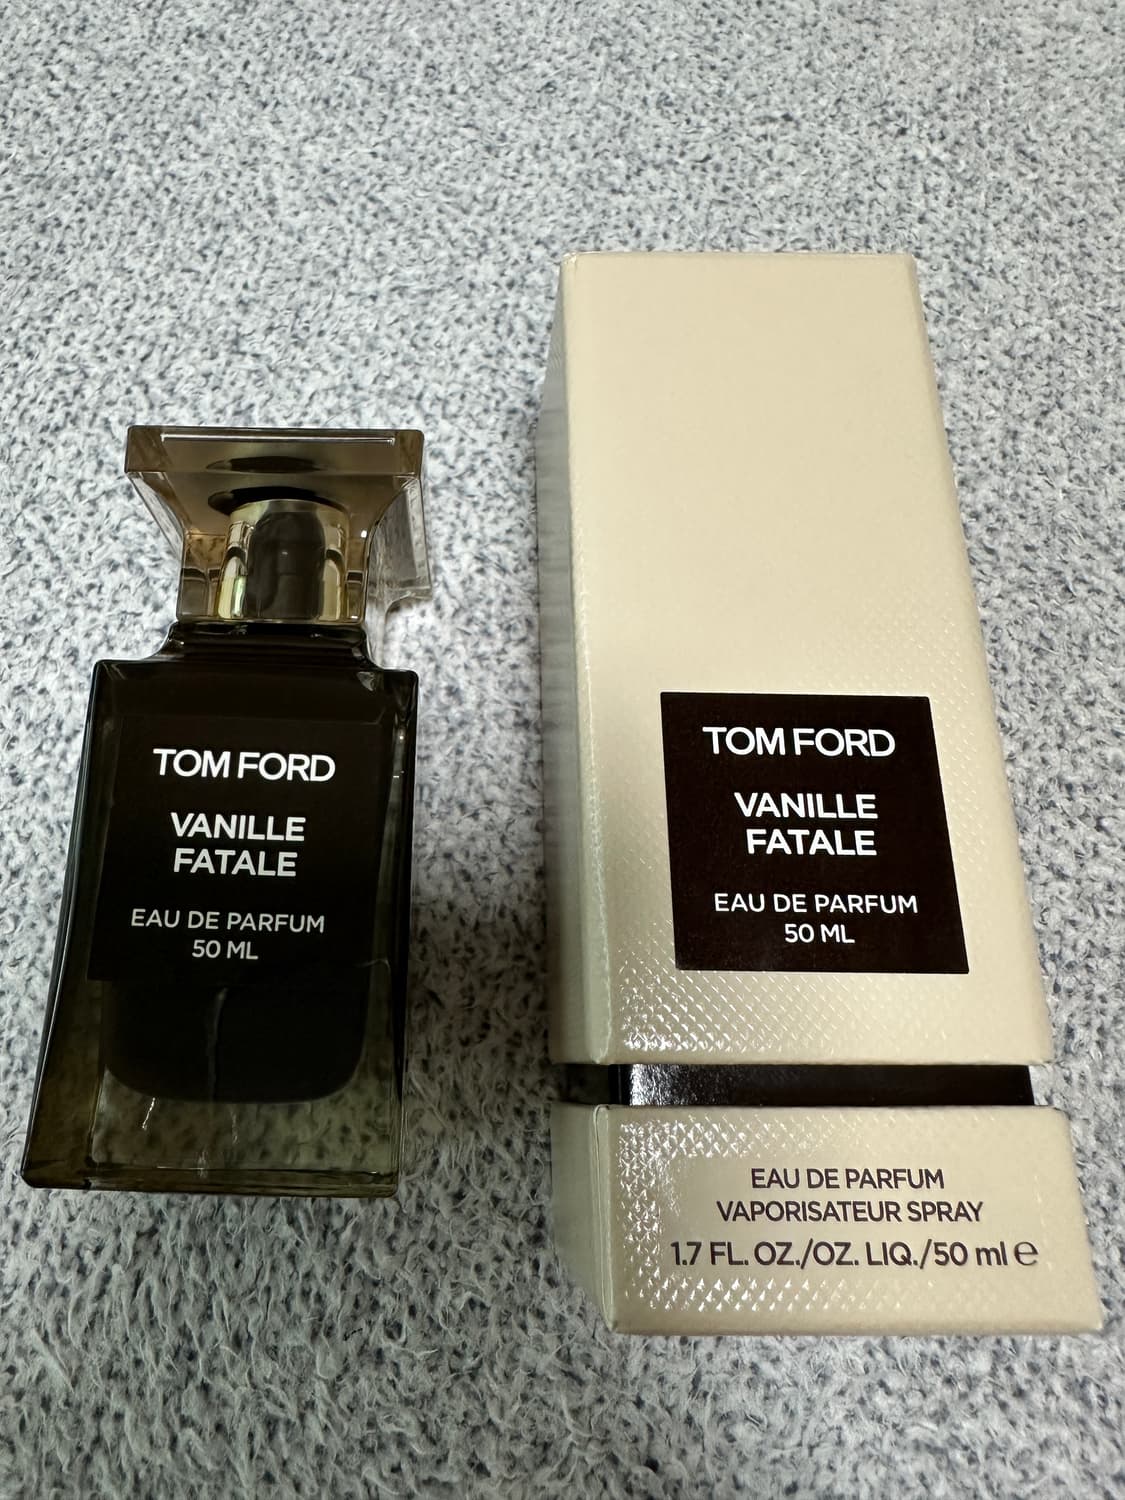 TOM FORD
VANILLE
FATALE
EAU DE PARFUM
50 ML
TOM FORD
VANILLE
FATALE
EAU DE PARFUM
50 ML
EAU DE PARFUM
VAPORISATEUR SPRAY
1.7 FL. OZ./OZ. LIQ./50 ml ℮